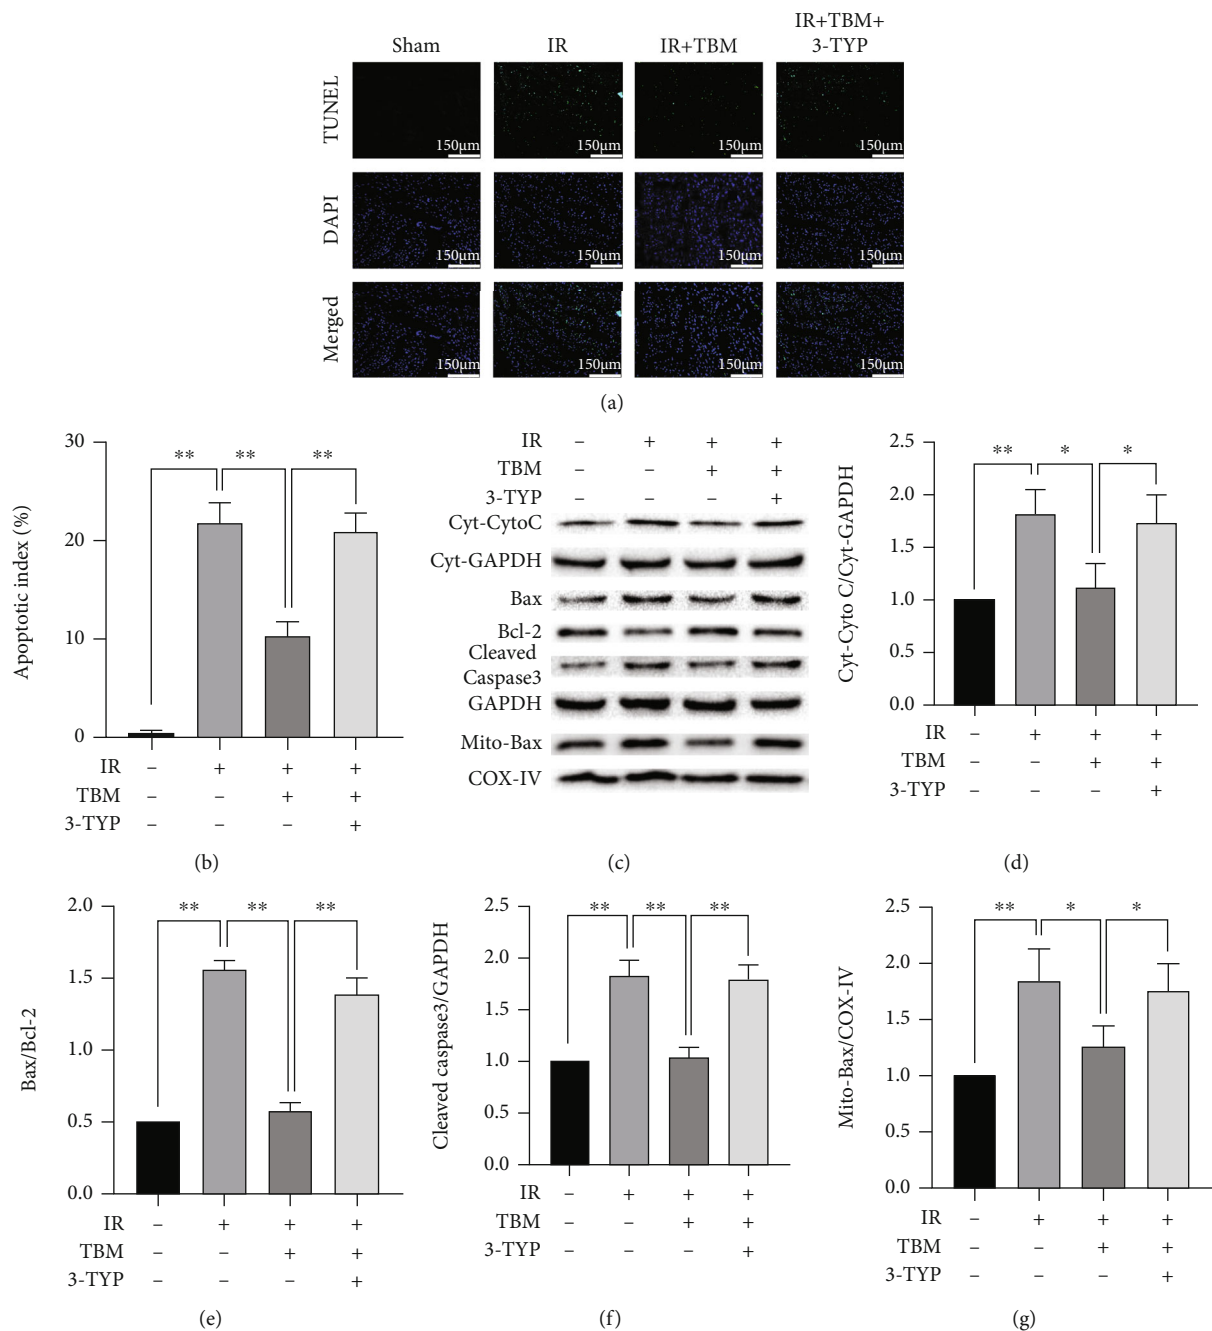 Sham IR IR+TBM IR+TBM+
3-TYP
TUNEL 150μm 150μm 150μm 150μm
DAPI 150μm 150μm 150μm 150μm
Merged 150μm 150μm 150μm 150μm
(a)
Apoptotic index (%)
30
20
10
0
** ** **
IR – + + +
TBM – – + +
3-TYP – – – +
(b)
IR – + + +
TBM – – + +
3-TYP – – – +
Cyt-CytoC
Cyt-GAPDH
Bax
Bcl-2
Cleaved
Caspase3
GAPDH
Mito-Bax
COX-IV
(c)
Cyt-Cyto C/Cyt-GAPDH
2.5
2.0
1.5
1.0
0.5
0.0
** * *
IR – + + +
TBM – – + +
3-TYP – – – +
(d)
Bax/Bcl-2
2.0
1.5
1.0
0.5
0.0
** ** **
IR – + + +
TBM – – + +
3-TYP – – – +
(e)
Cleaved caspase3/GAPDH
2.5
2.0
1.5
1.0
0.5
0.0
** ** **
IR – + + +
TBM – – + +
3-TYP – – – +
(f)
Mito-Bax/COX-IV
2.5
2.0
1.5
1.0
0.5
0.0
** * *
IR – + + +
TBM – – + +
3-TYP – – – +
(g)